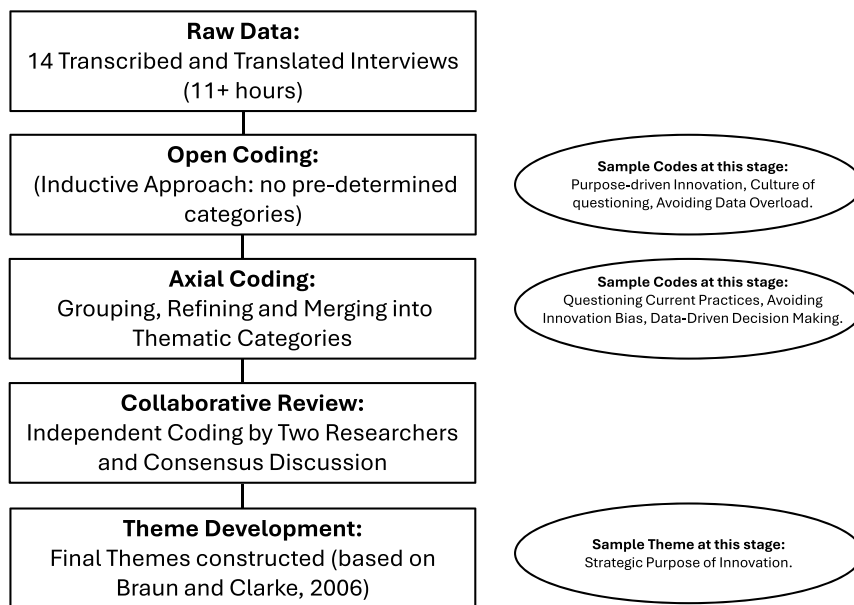 Raw Data:
14 Transcribed and Translated Interviews
(11+ hours)
Open Coding:
(Inductive Approach: no pre-determined
categories)
Sample Codes at this stage:
Purpose-driven Innovation, Culture of
questioning, Avoiding Data Overload.
Axial Coding:
Grouping, Refining and Merging into
Thematic Categories
Sample Codes at this stage:
Questioning Current Practices, Avoiding
Innovation Bias, Data-Driven Decision Making.
Collaborative Review:
Independent Coding by Two Researchers
and Consensus Discussion
Theme Development:
Final Themes constructed (based on
Braun and Clarke, 2006)
Sample Theme at this stage:
Strategic Purpose of Innovation.